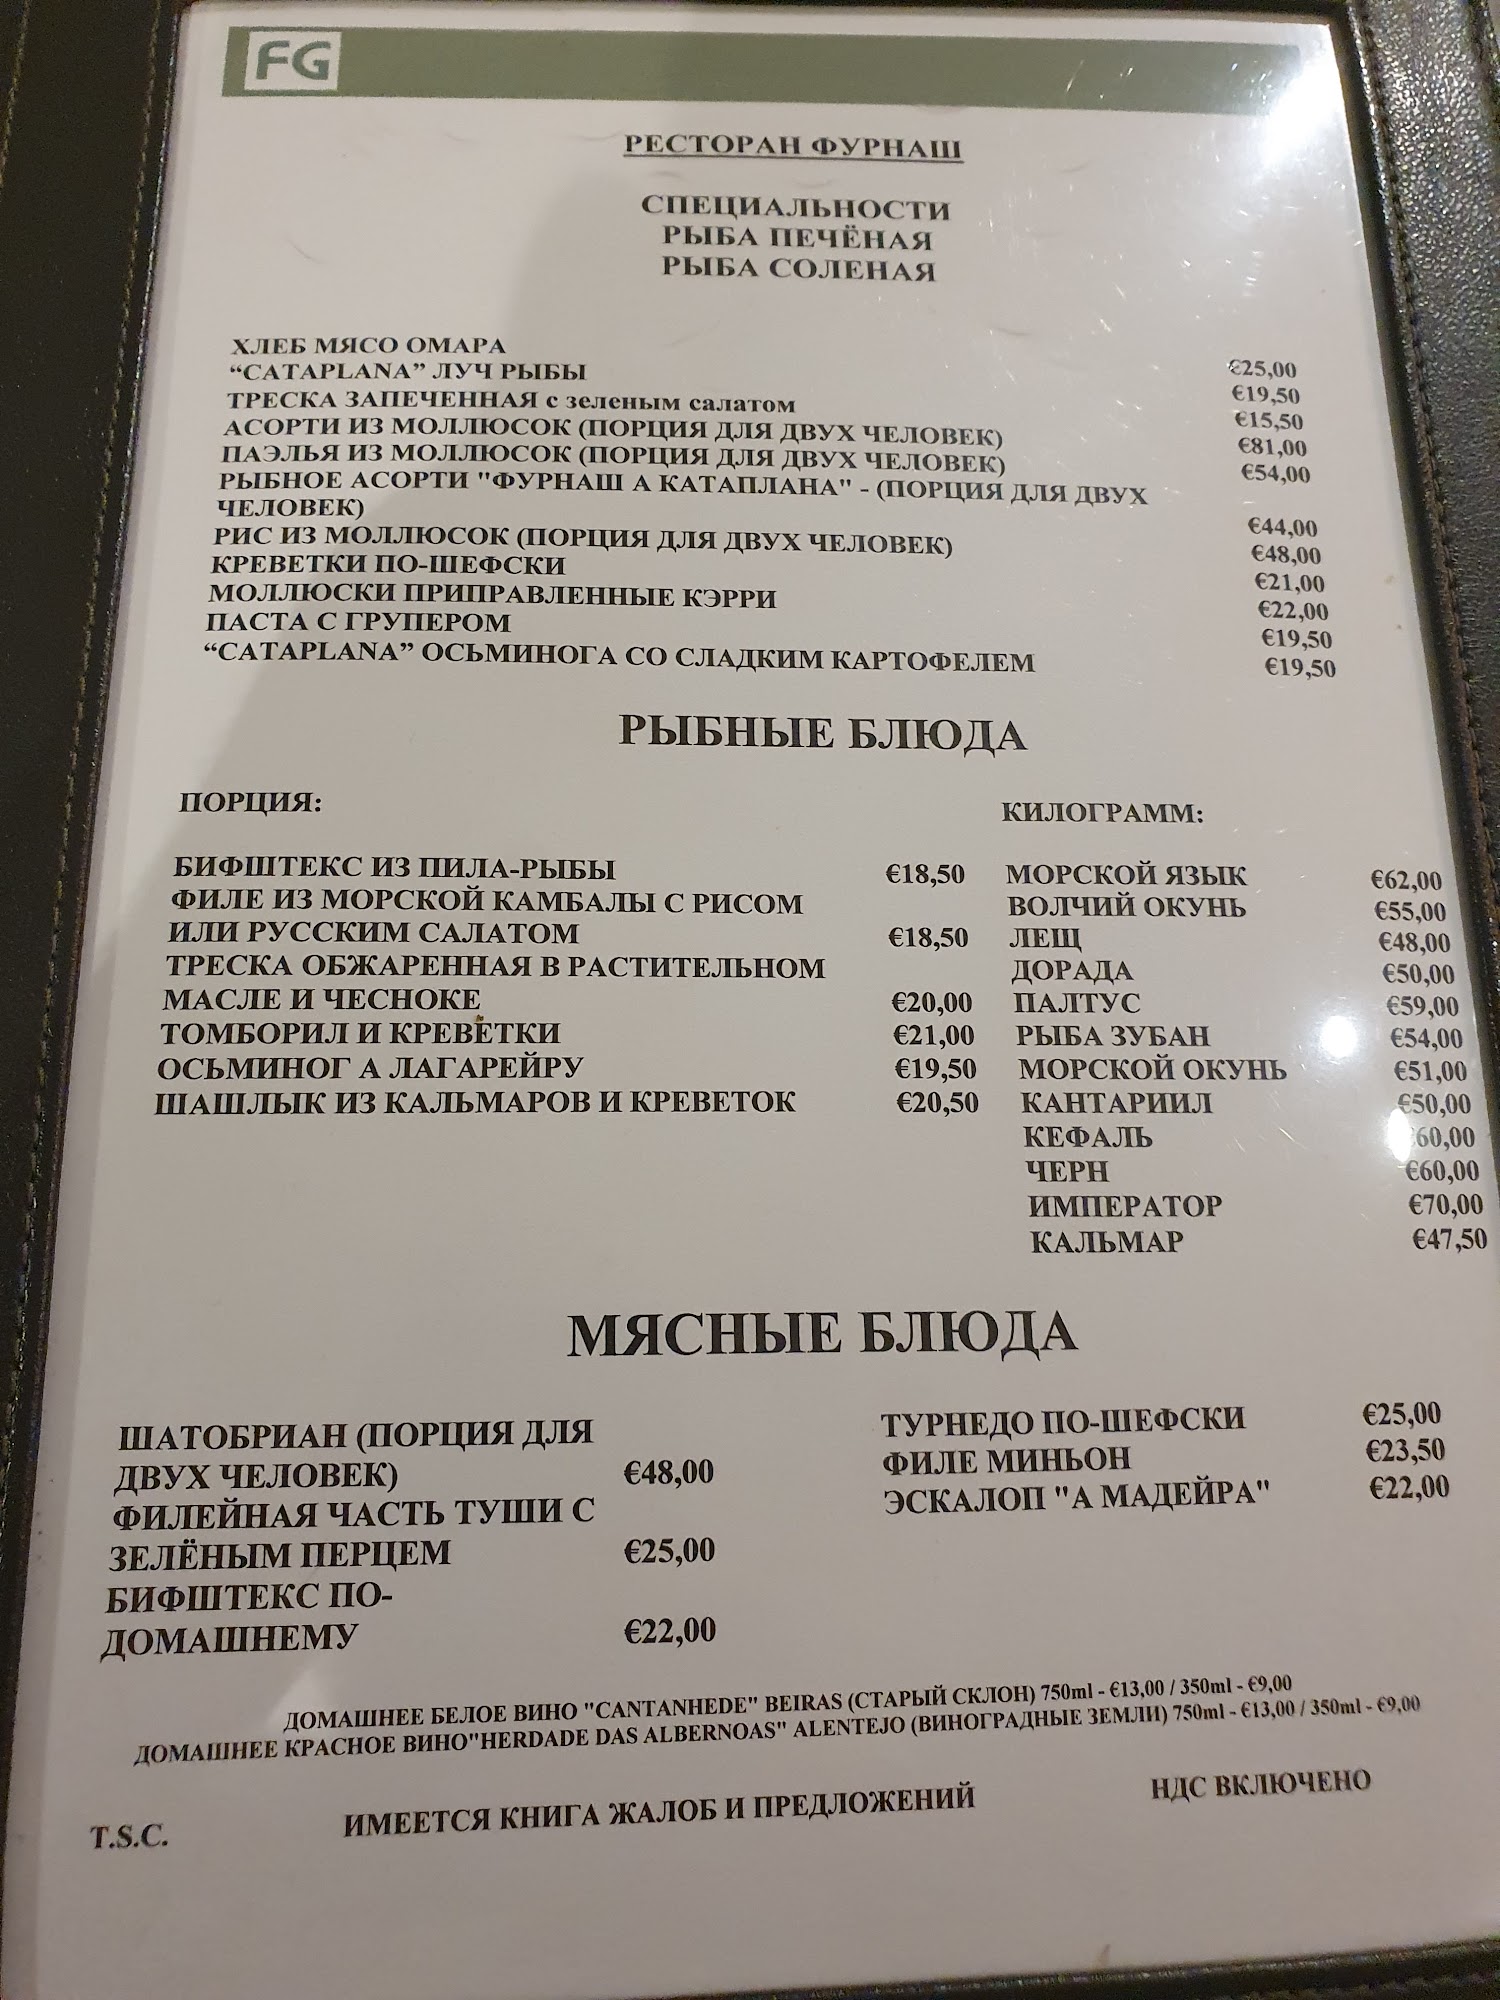 FG
РЕСТОРАН ФУРНАШ
СПЕЦИАЛЬНОСТИ
РЫБА ПЕЧЁНАЯ
РЫБА СОЛЕНАЯ
ХЛЕБ МЯСО ОМАРА €25,00
“CATAPLANA” ЛУЧ РЫБЫ €19,50
ТРЕСКА ЗАПЕЧЕННАЯ с зеленым салатом €15,50
АСОРТИ ИЗ МОЛЛЮСОК (ПОРЦИЯ ДЛЯ ДВУХ ЧЕЛОВЕК) €81,00
ПАЭЛЬЯ ИЗ МОЛЛЮСОК (ПОРЦИЯ ДЛЯ ДВУХ ЧЕЛОВЕК) €54,00
РЫБНОЕ АСОРТИ "ФУРНАШ А КАТАПЛАНА" - (ПОРЦИЯ ДЛЯ ДВУХ
ЧЕЛОВЕК) €44,00
РИС ИЗ МОЛЛЮСОК (ПОРЦИЯ ДЛЯ ДВУХ ЧЕЛОВЕК) €48,00
КРЕВЕТКИ ПО-ШЕФСКИ €21,00
МОЛЛЮСКИ ПРИПРАВЛЕННЫЕ КЭРРИ €22,00
ПАСТА С ГРУПЕРОМ €19,50
“CATAPLANA” ОСЬМИНОГА СО СЛАДКИМ КАРТОФЕЛЕМ €19,50
РЫБНЫЕ БЛЮДА
ПОРЦИЯ:
БИФШТЕКС ИЗ ПИЛА-РЫБЫ €18,50
ФИЛЕ ИЗ МОРСКОЙ КАМБАЛЫ С РИСОМ
ИЛИ РУССКИМ САЛАТОМ €18,50
ТРЕСКА ОБЖАРЕННАЯ В РАСТИТЕЛЬНОМ
МАСЛЕ И ЧЕСНОКЕ €20,00
ТОМБОРИЛ И КРЕВЕТКИ €21,00
ОСЬМИНОГ А ЛАГАРЕЙРУ €19,50
ШАШЛЫК ИЗ КАЛЬМАРОВ И КРЕВЕТОК €20,50
КИЛОГРАММ:
МОРСКОЙ ЯЗЫК €62,00
ВОЛЧИЙ ОКУНЬ €55,00
ЛЕЩ €48,00
ДОРАДА €50,00
ПАЛТУС €59,00
РЫБА ЗУБАН €54,00
МОРСКОЙ ОКУНЬ €51,00
КАНТАРИИЛ €50,00
КЕФАЛЬ €60,00
ЧЕРН €60,00
ИМПЕРАТОР €70,00
КАЛЬМАР €47,50
МЯСНЫЕ БЛЮДА
ШАТОБРИАН (ПОРЦИЯ ДЛЯ
ДВУХ ЧЕЛОВЕК) €48,00
ФИЛЕЙНАЯ ЧАСТЬ ТУШИ С
ЗЕЛЁНЫМ ПЕРЦЕМ €25,00
БИФШТЕКС ПО-
ДОМАШНЕМУ €22,00
ТУРНЕДО ПО-ШЕФСКИ €25,00
ФИЛЕ МИНЬОН €23,50
ЭСКАЛОП "А МАДЕЙРА" €22,00
ДОМАШНЕЕ БЕЛОЕ ВИНО "CANTANHEDE" BEIRAS (СТАРЫЙ СКЛОН) 750ml - €13,00 / 350ml - €9,00
ДОМАШНЕЕ КРАСНОЕ ВИНО"HERDADE DAS ALBERNOAS" ALENTEJO (ВИНОГРАДНЫЕ ЗЕМЛИ) 750ml - €13,00 / 350ml - €9,00
T.S.C. ИМЕЕТСЯ КНИГА ЖАЛОБ И ПРЕДЛОЖЕНИЙ НДС ВКЛЮЧЕНО